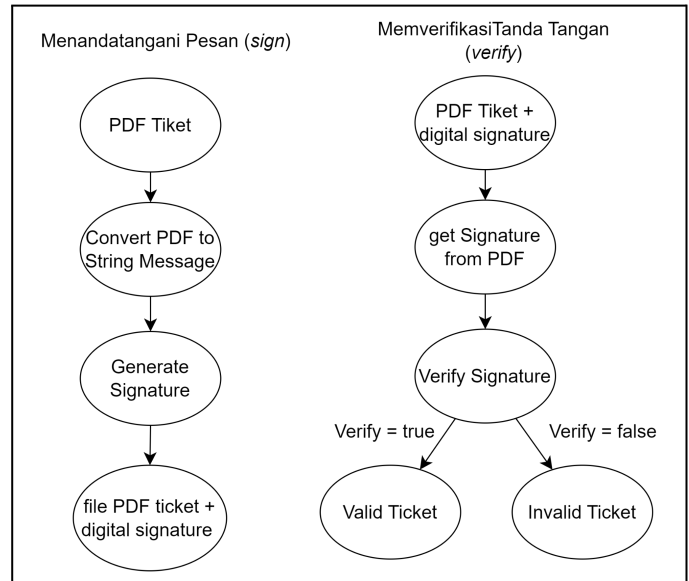 Menandatangani Pesan (sign)
PDF Tiket
Convert PDF to
String Message
Generate
Signature
file PDF ticket +
digital signature
MemverifikasiTanda Tangan
(verify)
PDF Tiket +
digital signature
get Signature
from PDF
Verify Signature
Verify = true
Verify = false
Valid Ticket
Invalid Ticket